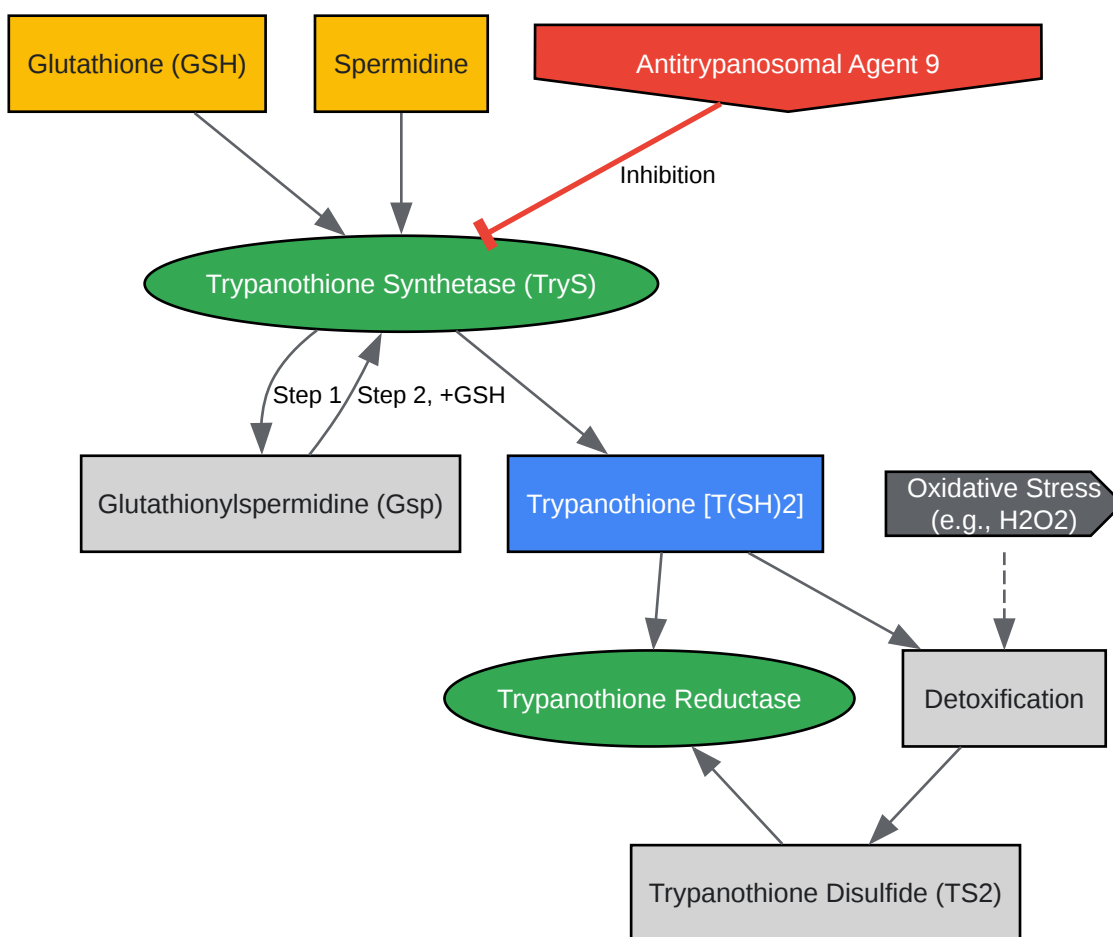 Glutathione (GSH)
Spermidine
Antitrypanosomal Agent 9
Inhibition
Trypanothione Synthetase (TryS)
Step 1
Step 2, +GSH
Glutathionylspermidine (Gsp)
Trypanothione [T(SH)2]
Oxidative Stress
(e.g., H2O2)
Trypanothione Reductase
Detoxification
Trypanothione Disulfide (TS2)